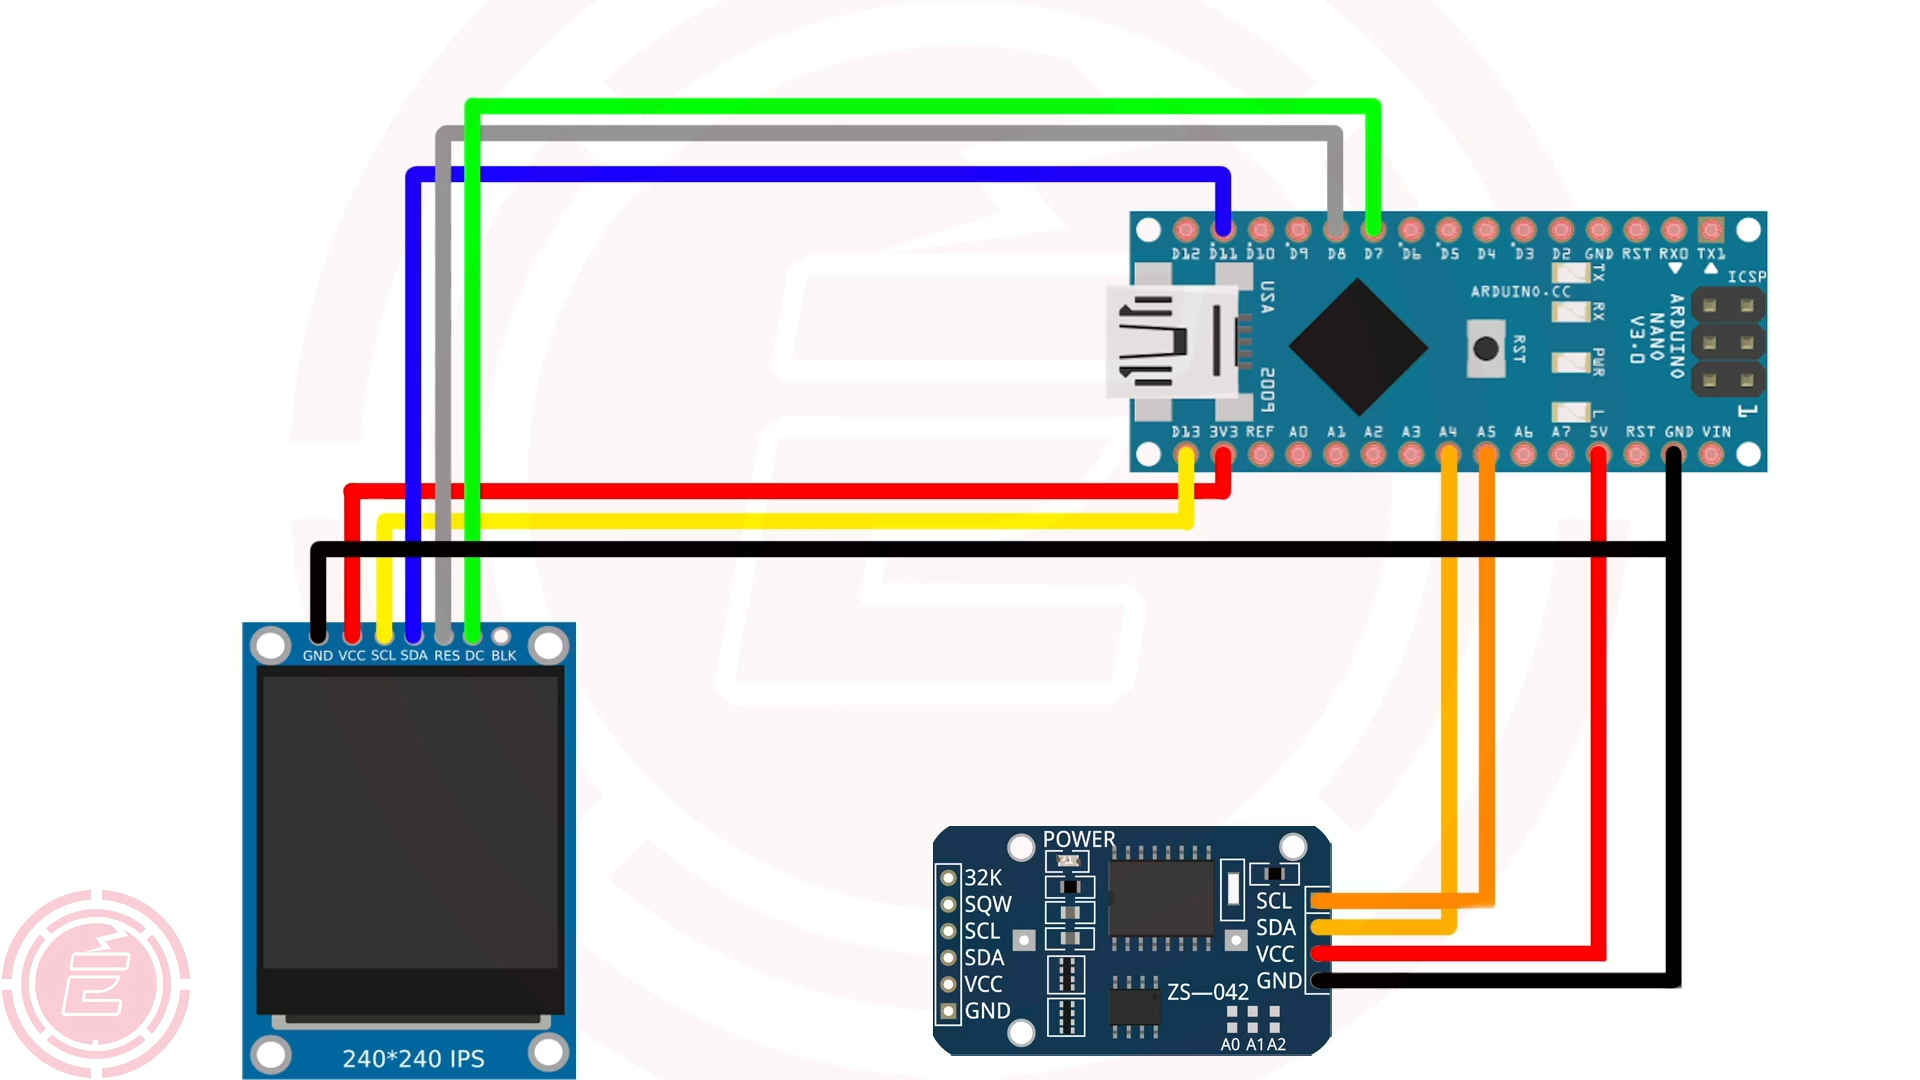 D12 D11 D10 D9 D8 D7 D6 D5 D4 D3 D2 GND RST RX0 TX1
ICSP
TX
ARDUINO.CC
RX
USA
ARDUINO
NANO
V3.0
RST
PWR
2009
L
1
D13 3V3 REF A0 A1 A2 A3 A4 A5 A6 A7 5V RST GND VIN
GND VCC SCL SDA RES DC BLK
240*240 IPS
POWER
32K
SQW
SCL
SDA
VCC
GND
SCL
SDA
VCC
GND
ZS—042
A0 A1 A2